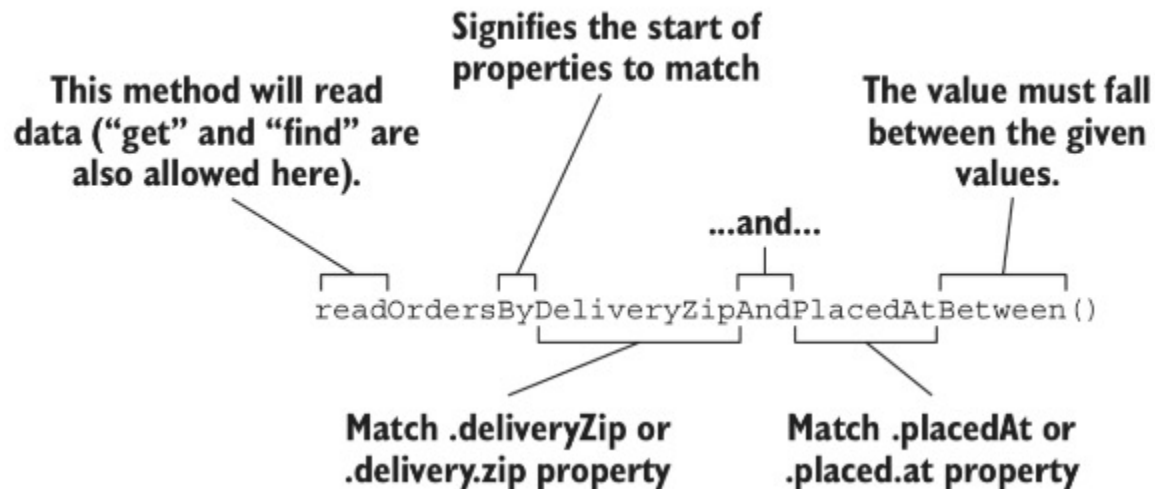 Signifies the start of
properties to match
This method will read
data (“get” and “find” are
also allowed here).
The value must fall
between the given
values.
...and...
readOrdersByDeliveryZipAndPlacedAtBetween()
Match .deliveryZip or
.delivery.zip property
Match .placedAt or
.placed.at property